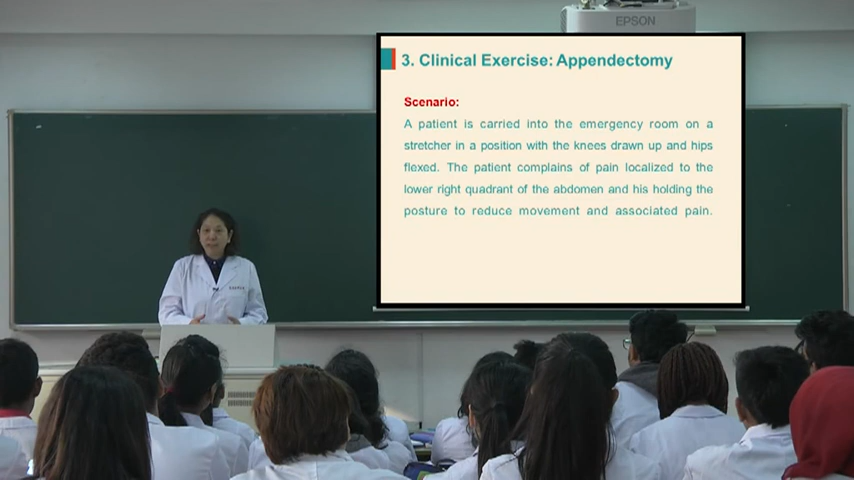 EPSON
3. Clinical Exercise: Appendectomy
Scenario:
A patient is carried into the emergency room on a
stretcher in a position with the knees drawn up and hips
flexed. The patient complains of pain localized to the
lower right quadrant of the abdomen and his holding the
posture to reduce movement and associated pain.